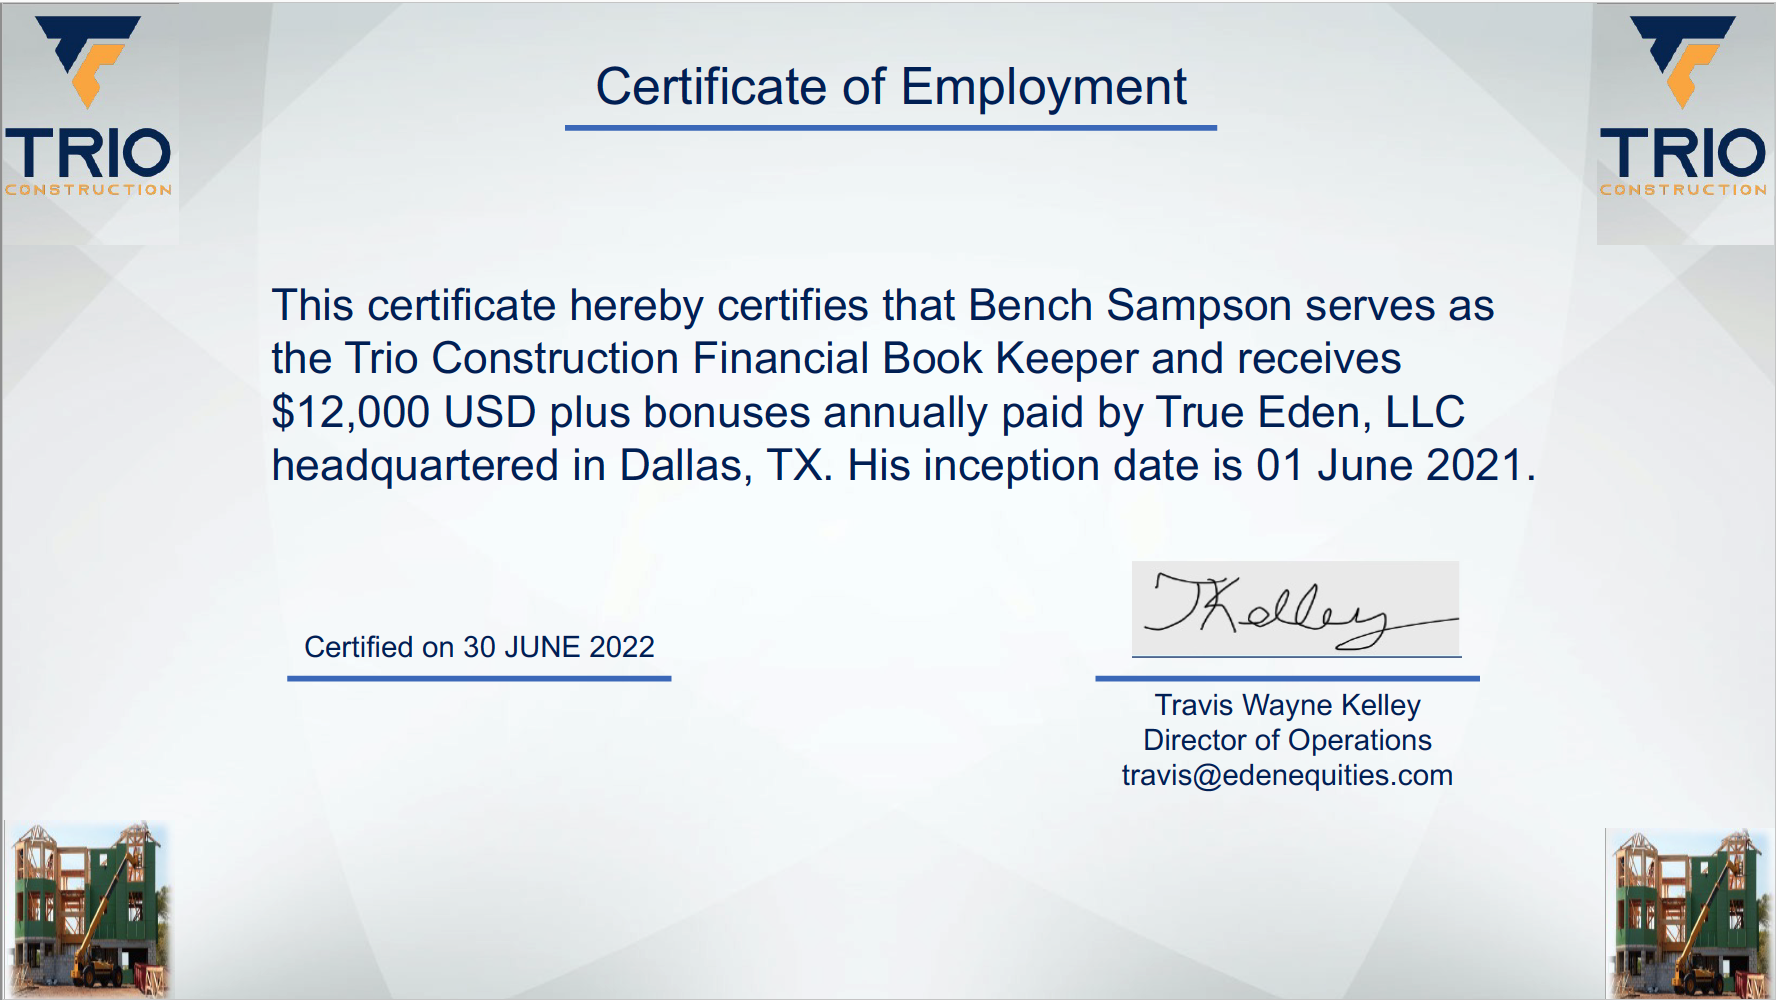 TRIO
CONSTRUCTION
Certificate of Employment
TRIO
CONSTRUCTION
This certificate hereby certifies that Bench Sampson serves as
the Trio Construction Financial Book Keeper and receives
$12,000 USD plus bonuses annually paid by True Eden, LLC
headquartered in Dallas, TX. His inception date is 01 June 2021.
Certified on 30 JUNE 2022
TKelley
Travis Wayne Kelley
Director of Operations
travis@edenequities.com